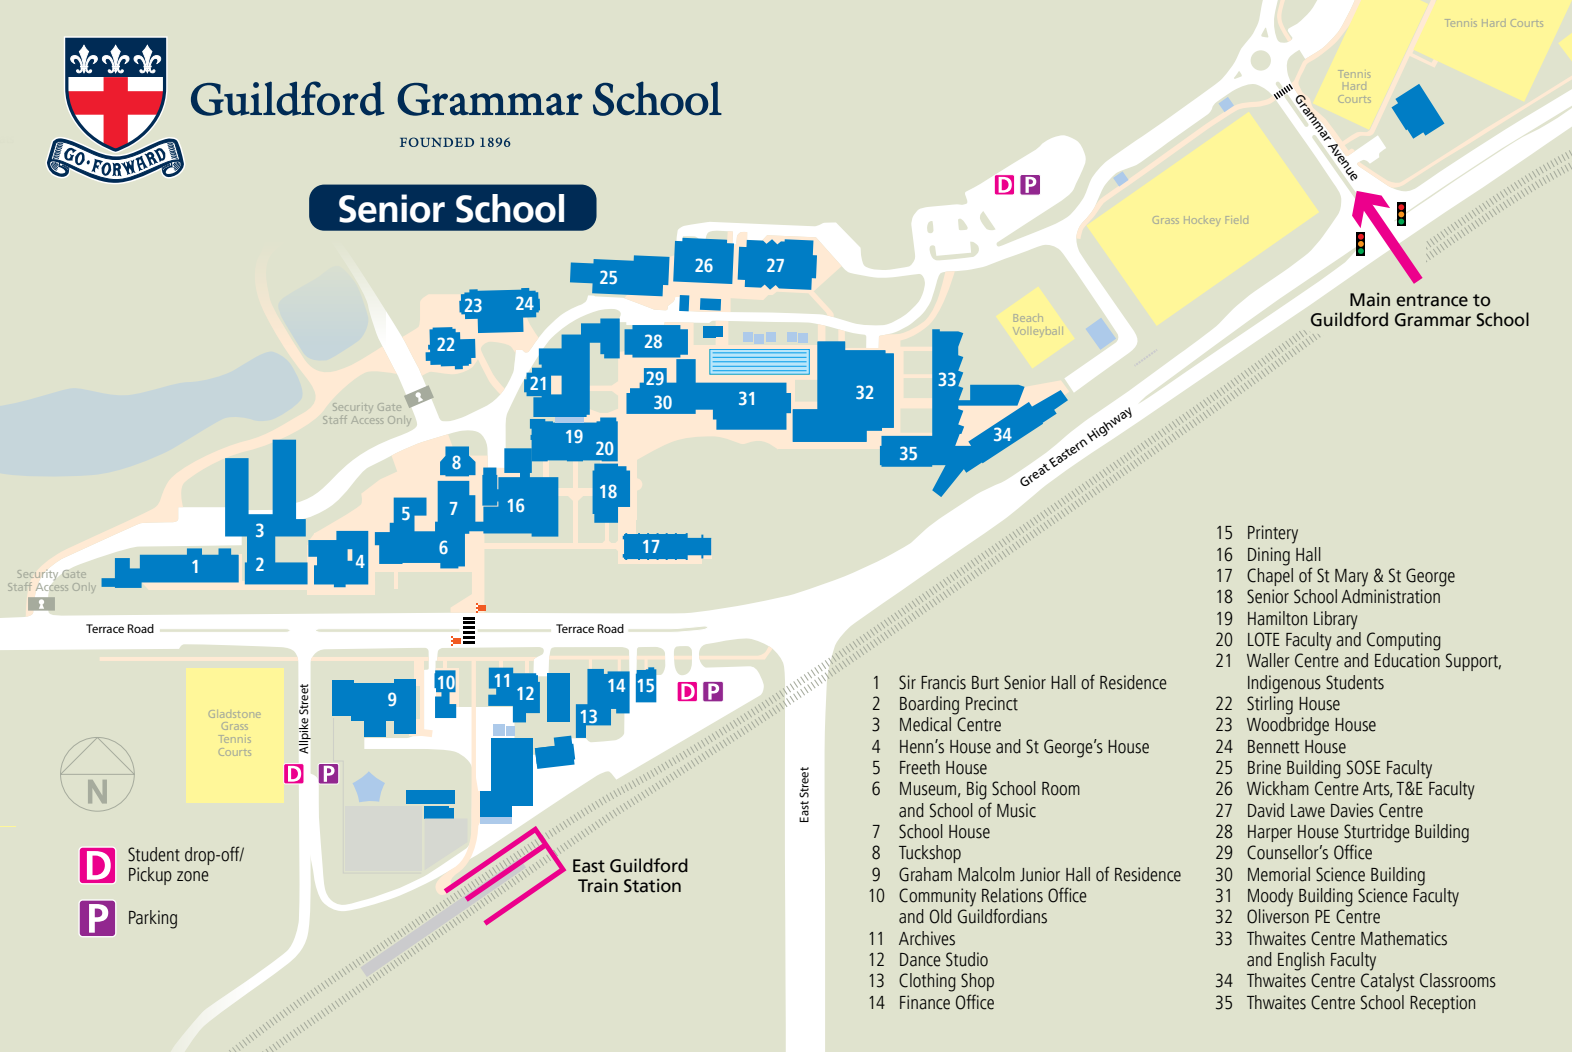 GO·FORWARD
Guildford Grammar School
FOUNDED 1896
Senior School
Tennis Hard Courts
Tennis
Hard
Courts
Grammar Avenue
D P
Grass Hockey Field
Main entrance to
Guildford Grammar School
Beach
Volleyball
25
26
27
23
24
22
28
21
29
30
31
32
33
Security Gate
Staff Access Only
19
20
34
35
Great Eastern Highway
8
18
7
16
5
3
6
17
4
1
2
Security Gate
Staff Access Only
Terrace Road
Terrace Road
9
10
11
12
14
15
13
D P
Gladstone
Grass
Tennis
Courts
Allpike Street
D P
N
East Street
East Guildford
Train Station
D Student drop-off/
Pickup zone
P Parking
1 Sir Francis Burt Senior Hall of Residence
2 Boarding Precinct
3 Medical Centre
4 Henn's House and St George's House
5 Freeth House
6 Museum, Big School Room
and School of Music
7 School House
8 Tuckshop
9 Graham Malcolm Junior Hall of Residence
10 Community Relations Office
and Old Guildfordians
11 Archives
12 Dance Studio
13 Clothing Shop
14 Finance Office
15 Printery
16 Dining Hall
17 Chapel of St Mary & St George
18 Senior School Administration
19 Hamilton Library
20 LOTE Faculty and Computing
21 Waller Centre and Education Support,
Indigenous Students
22 Stirling House
23 Woodbridge House
24 Bennett House
25 Brine Building SOSE Faculty
26 Wickham Centre Arts, T&E Faculty
27 David Lawe Davies Centre
28 Harper House Sturtridge Building
29 Counsellor's Office
30 Memorial Science Building
31 Moody Building Science Faculty
32 Oliverson PE Centre
33 Thwaites Centre Mathematics
and English Faculty
34 Thwaites Centre Catalyst Classrooms
35 Thwaites Centre School Reception